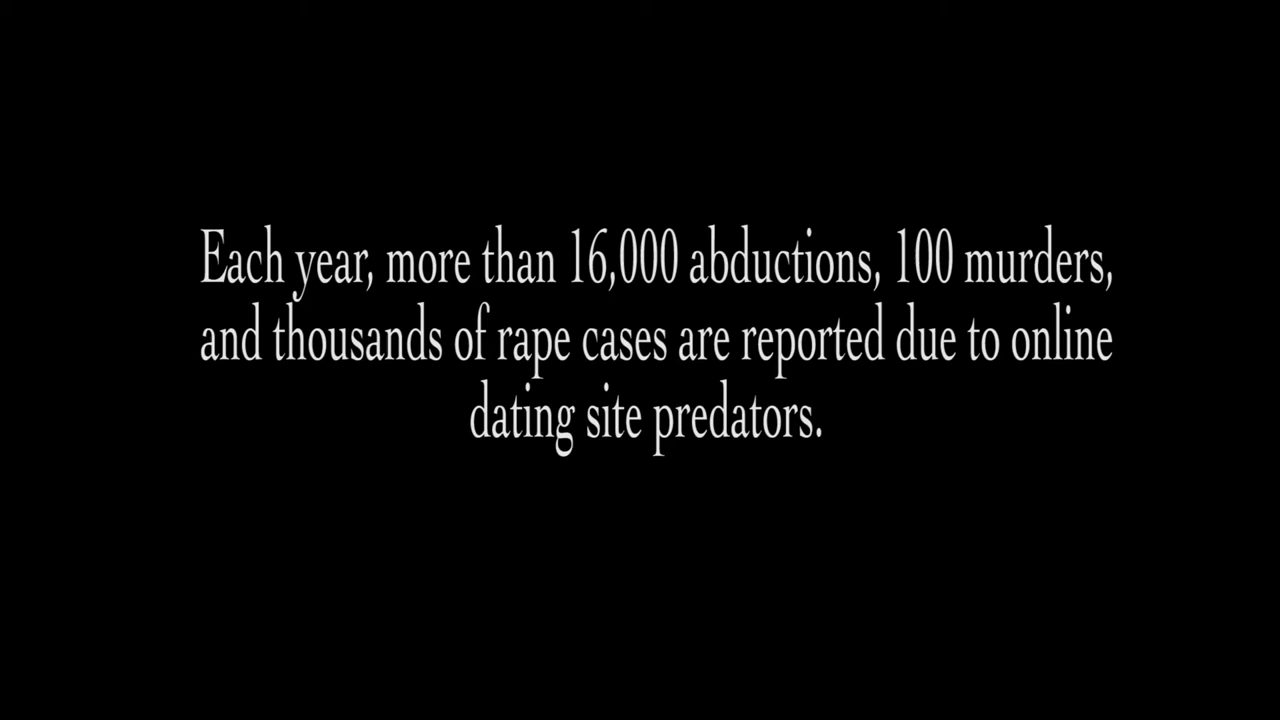 Each year, more than 16,000 abductions, 100 murders,
and thousands of rape cases are reported due to online
dating site predators.